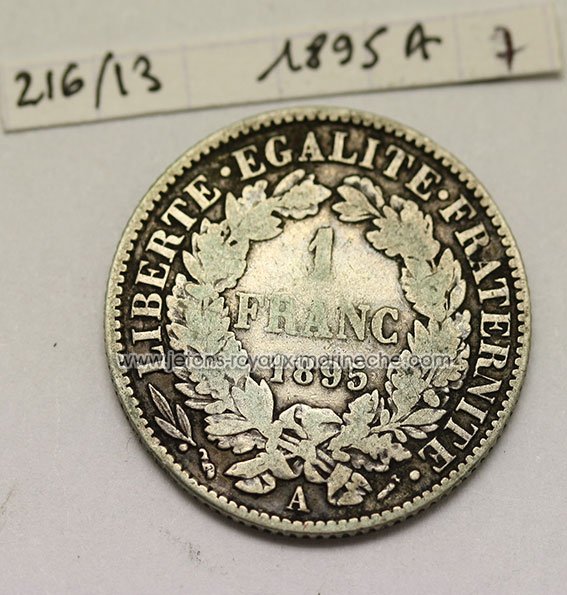 216/13 1895 A 7
LIBERTE · EGALITE · FRATERNITE ·
1
FRANC
1895
A
www.jetons-royaux-marineche.com